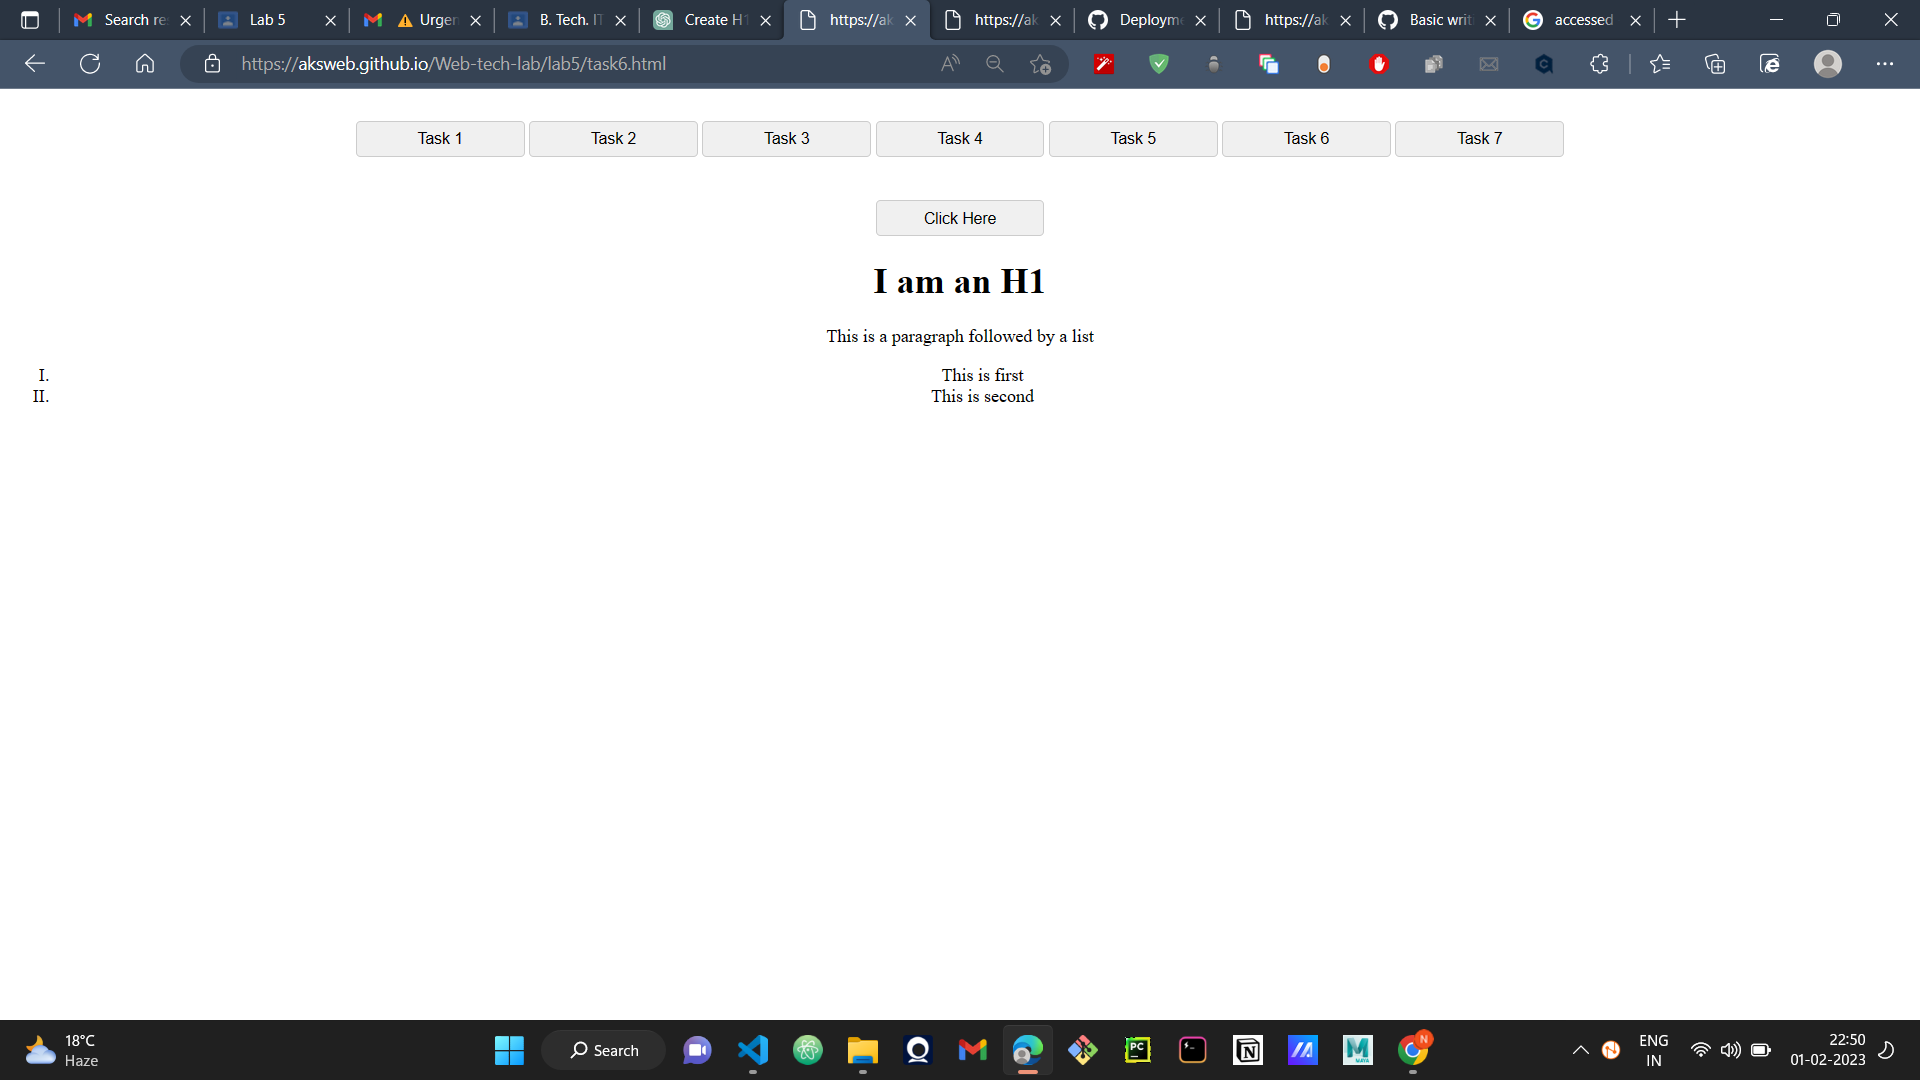 Search re
Lab 5
Urgen
B. Tech. IT
Create H1
https://ak
https://ak
Deployme
https://ak
Basic writi
accessed
https://aksweb.github.io/Web-tech-lab/lab5/task6.html
Task 1 Task 2 Task 3 Task 4 Task 5 Task 6 Task 7
Click Here
I am an H1
This is a paragraph followed by a list
I. This is first
II. This is second
18°C
Haze
Search
PC
MAYA
N
ENG
IN
22:50
01-02-2023